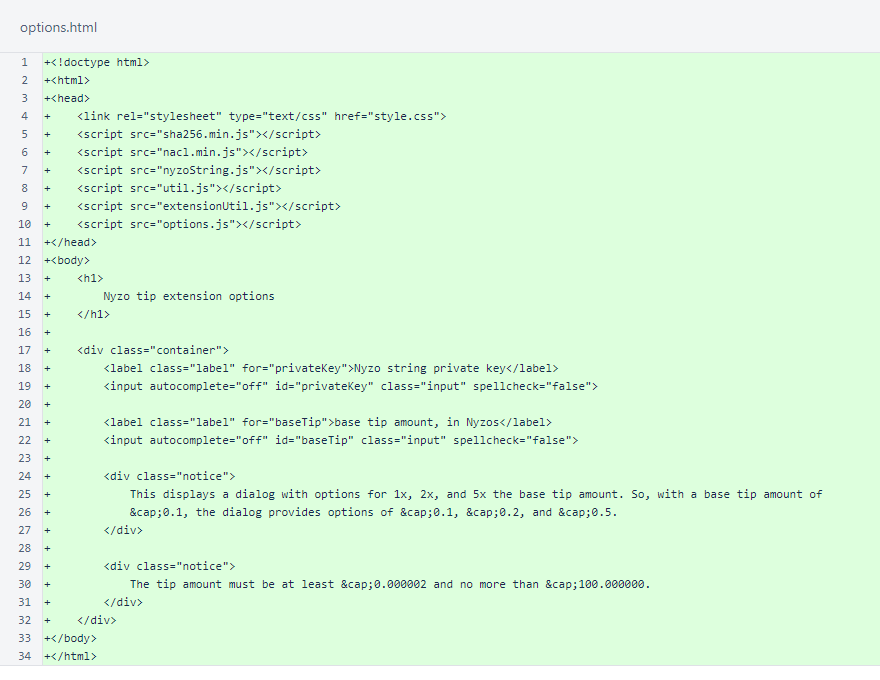 options.html
1 +<!doctype html>
2 +<html>
3 +<head>
4 +    <link rel="stylesheet" type="text/css" href="style.css">
5 +    <script src="sha256.min.js"></script>
6 +    <script src="nacl.min.js"></script>
7 +    <script src="nyzoString.js"></script>
8 +    <script src="util.js"></script>
9 +    <script src="extensionUtil.js"></script>
10 +    <script src="options.js"></script>
11 +</head>
12 +<body>
13 +    <h1>
14 +        Nyzo tip extension options
15 +    </h1>
16 +
17 +    <div class="container">
18 +        <label class="label" for="privateKey">Nyzo string private key</label>
19 +        <input autocomplete="off" id="privateKey" class="input" spellcheck="false">
20 +
21 +        <label class="label" for="baseTip">base tip amount, in Nyzos</label>
22 +        <input autocomplete="off" id="baseTip" class="input" spellcheck="false">
23 +
24 +        <div class="notice">
25 +            This displays a dialog with options for 1x, 2x, and 5x the base tip amount. So, with a base tip amount of
26 +            &cap;0.1, the dialog provides options of &cap;0.1, &cap;0.2, and &cap;0.5.
27 +        </div>
28 +
29 +        <div class="notice">
30 +            The tip amount must be at least &cap;0.000002 and no more than &cap;100.000000.
31 +        </div>
32 +    </div>
33 +</body>
34 +</html>